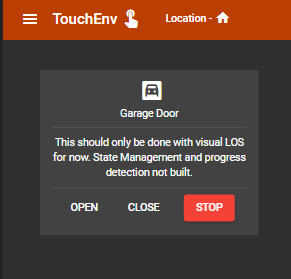 TouchEnv
Location -
Garage Door
This should only be done with visual LOS
for now. State Management and progress
detection not built.
OPEN CLOSE STOP